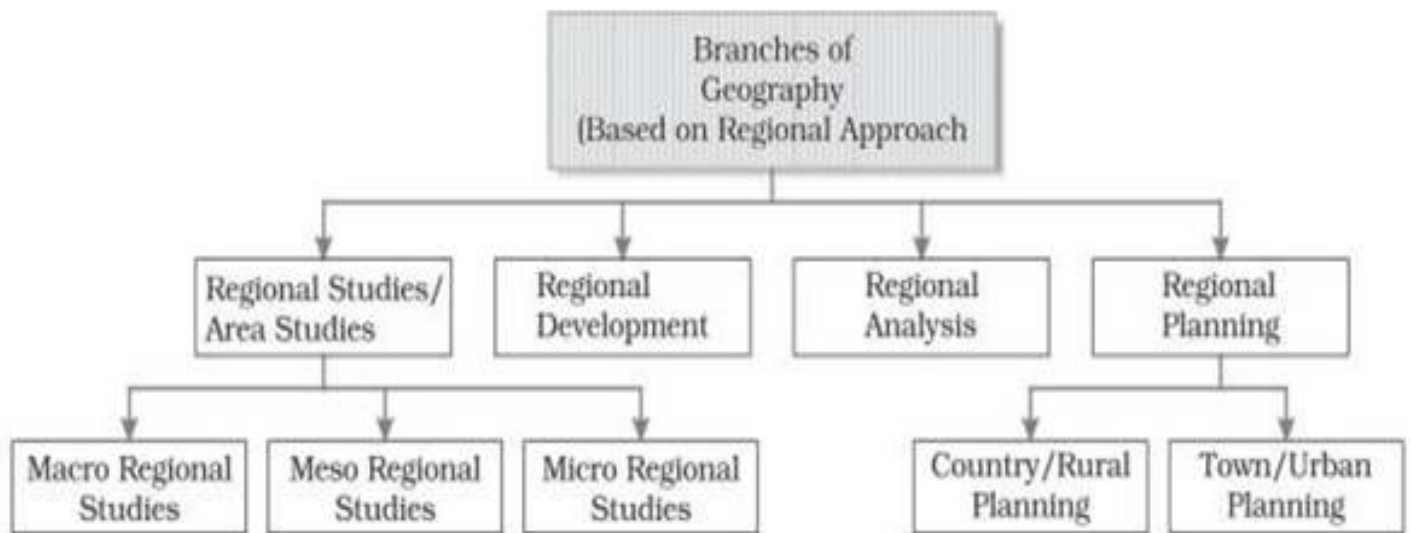 Branches of
Geography
(Based on Regional Approach
Regional Studies/
Area Studies
Regional
Development
Regional
Analysis
Regional
Planning
Macro Regional
Studies
Meso Regional
Studies
Micro Regional
Studies
Country/Rural
Planning
Town/Urban
Planning